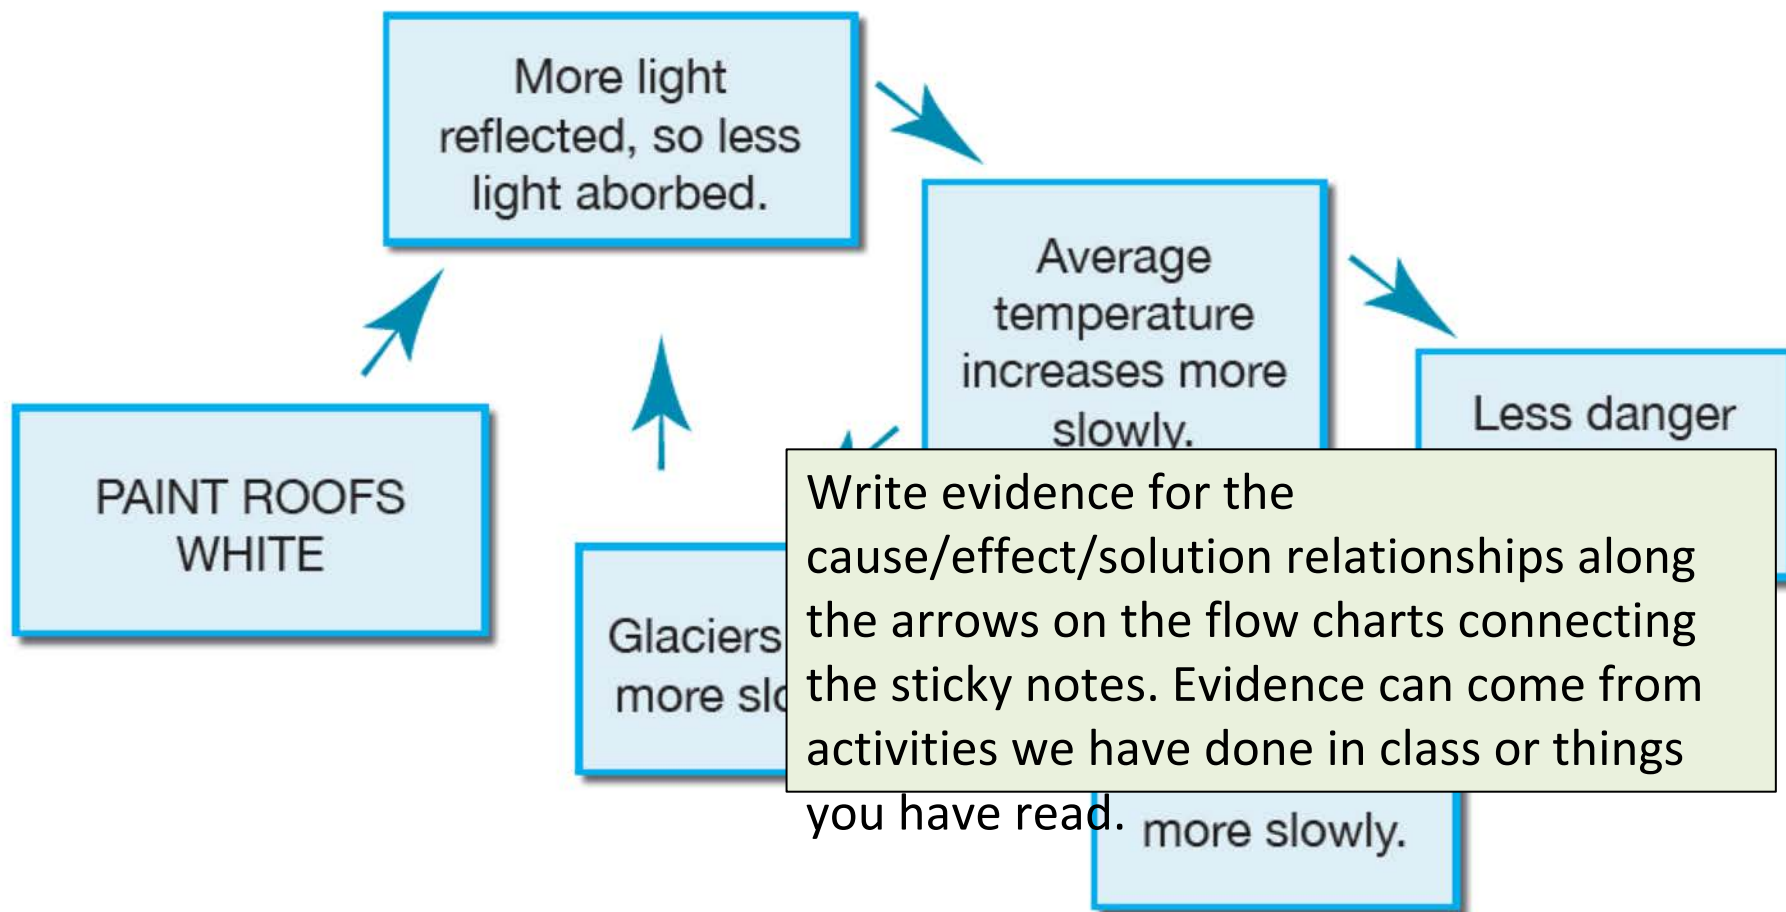 More light
reflected, so less
light aborbed.
Average
temperature
increases more
slowly.
Less danger
PAINT ROOFS
WHITE
Glaciers
more
Write evidence for the
cause/effect/solution relationships along
the arrows on the flow charts connecting
the sticky notes. Evidence can come from
activities we have done in class or things
you have read.
more slowly.